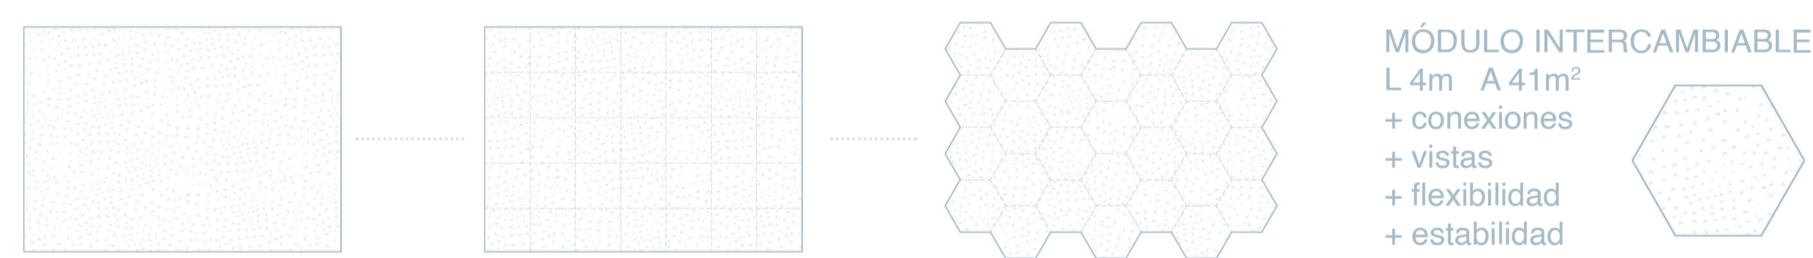 MÓDULO INTERCAMBIABLE
L 4m A 41m²
+ conexiones
+ vistas
+ flexibilidad
+ estabilidad